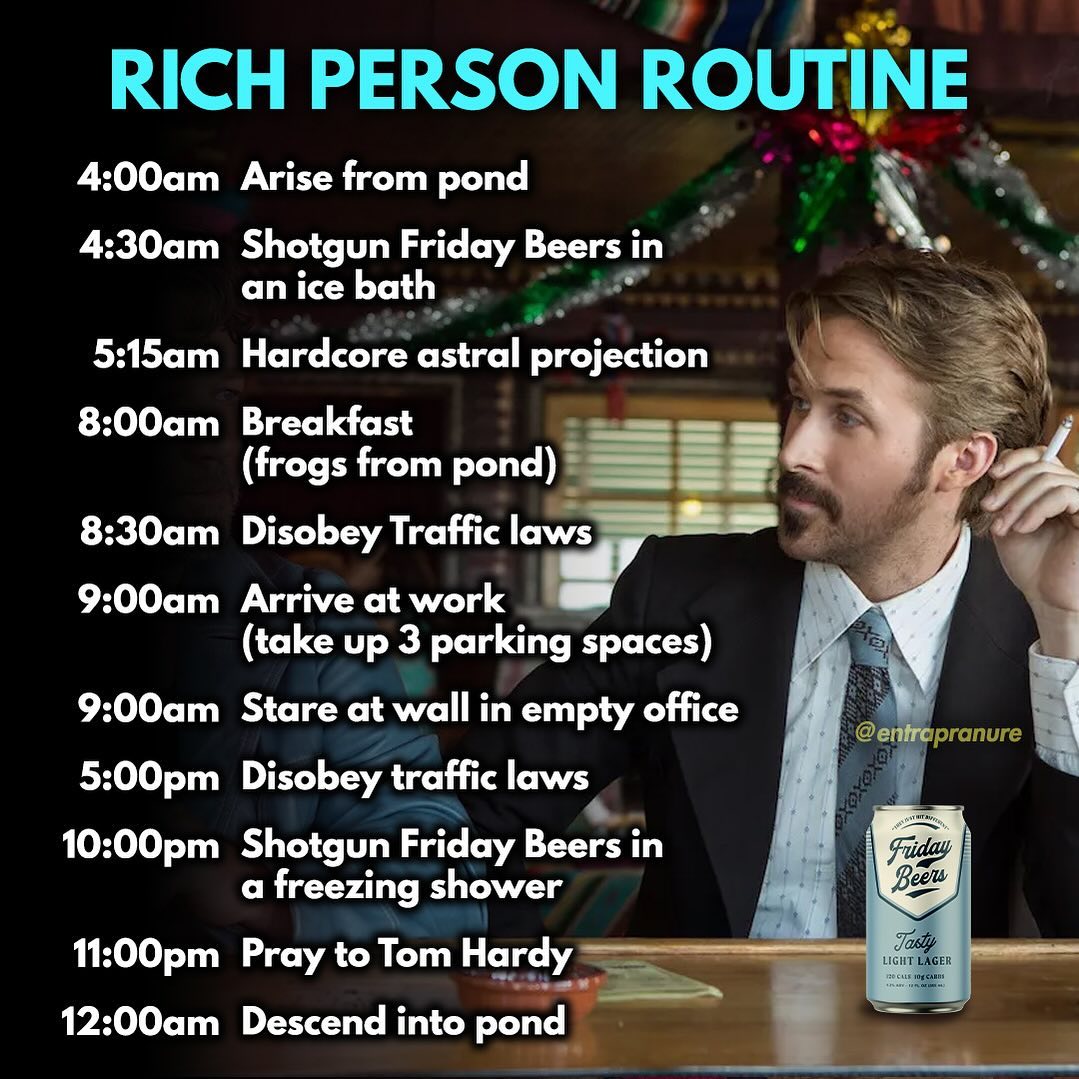 RICH PERSON ROUTINE
4:00am Arise from pond
4:30am Shotgun Friday Beers in
an ice bath
5:15am Hardcore astral projection
8:00am Breakfast
(frogs from pond)
8:30am Disobey Traffic laws
9:00am Arrive at work
(take up 3 parking spaces)
9:00am Stare at wall in empty office
@entrapranure
5:00pm Disobey traffic laws
10:00pm Shotgun Friday Beers in
a freezing shower
11:00pm Pray to Tom Hardy
12:00am Descend into pond
Friday
Beers
Tasty
LIGHT LAGER
120 CALS 10g CARBS